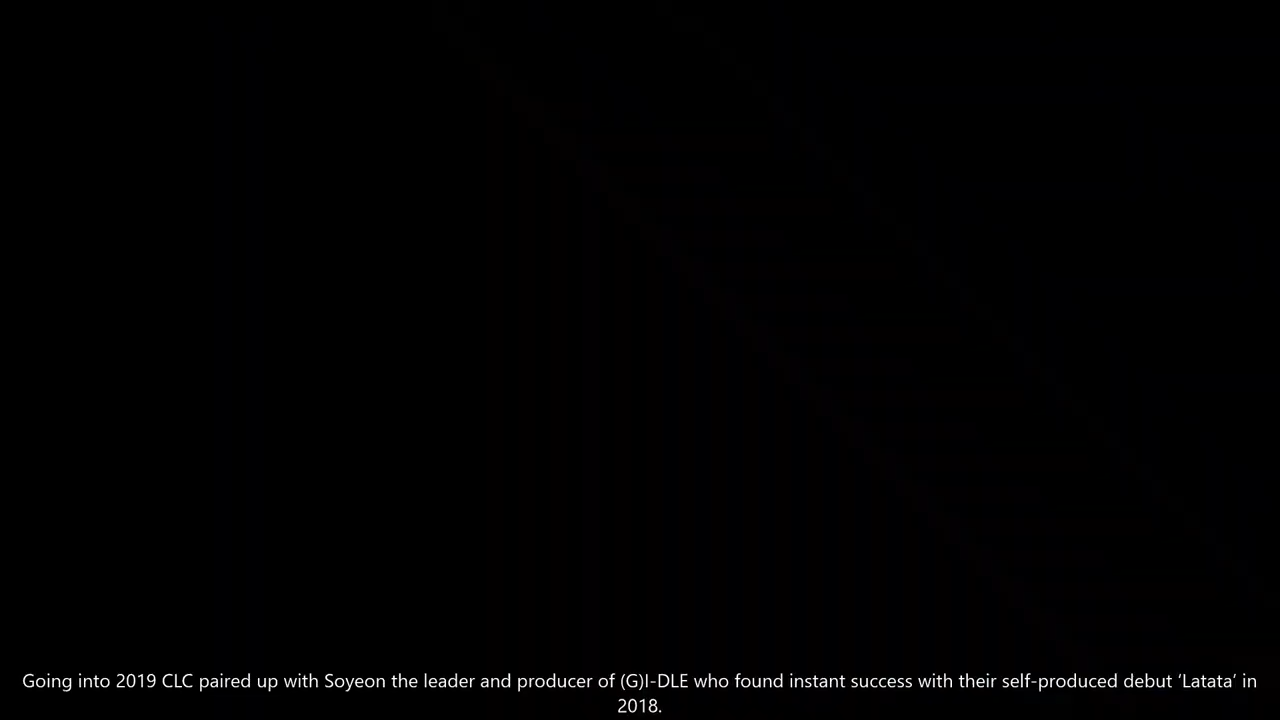 Going into 2019 CLC paired up with Soyeon the leader and producer of (G)I-DLE who found instant success with their self-produced debut ‘Latata’ in
2018.